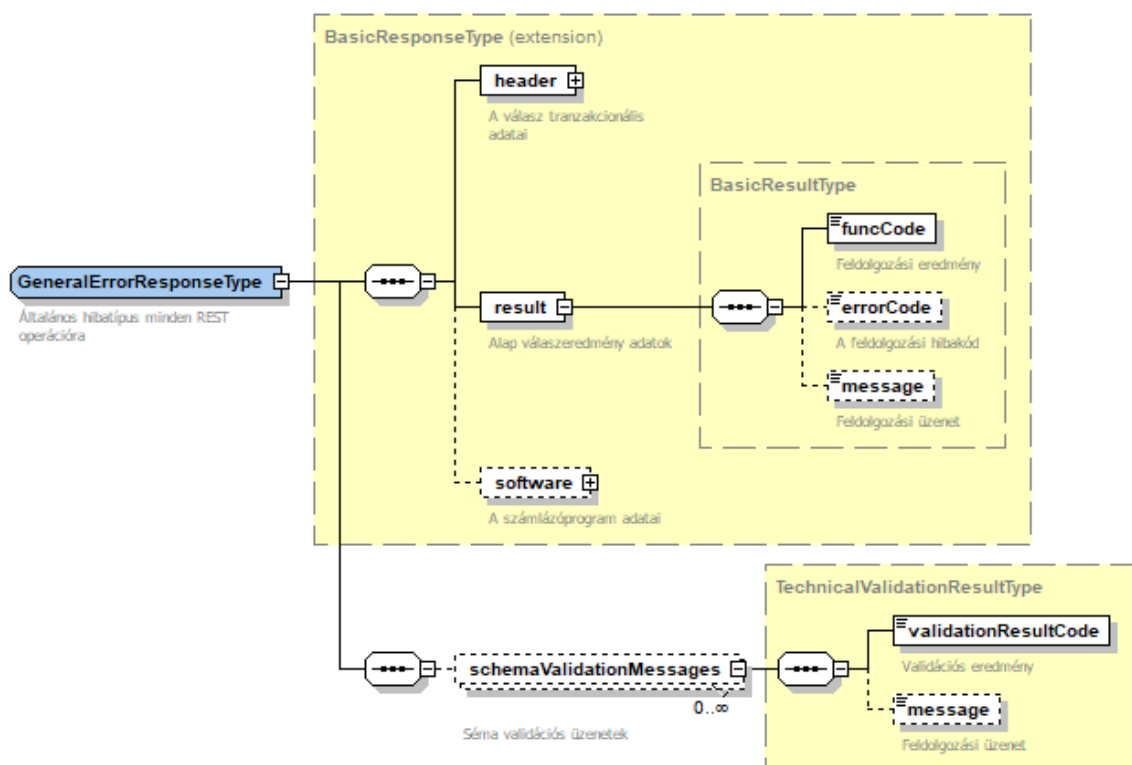 BasicResponseType (extension)
header
A válasz tranzakcionális
adatai
BasicResultType
funcCode
Feldolgozási eredmény
GeneralErrorResponseType
Általános hibatípus minden REST
operációra
result
Alap válaszeredmény adatok
errorCode
A feldolgozási hibakód
message
Feldolgozási üzenet
software
A számlázóprogram adatai
TechnicalValidationResultType
validationResultCode
Validációs eredmény
schemaValidationMessages
0..∞
Séma validációs üzenetek
message
Feldolgozási üzenet